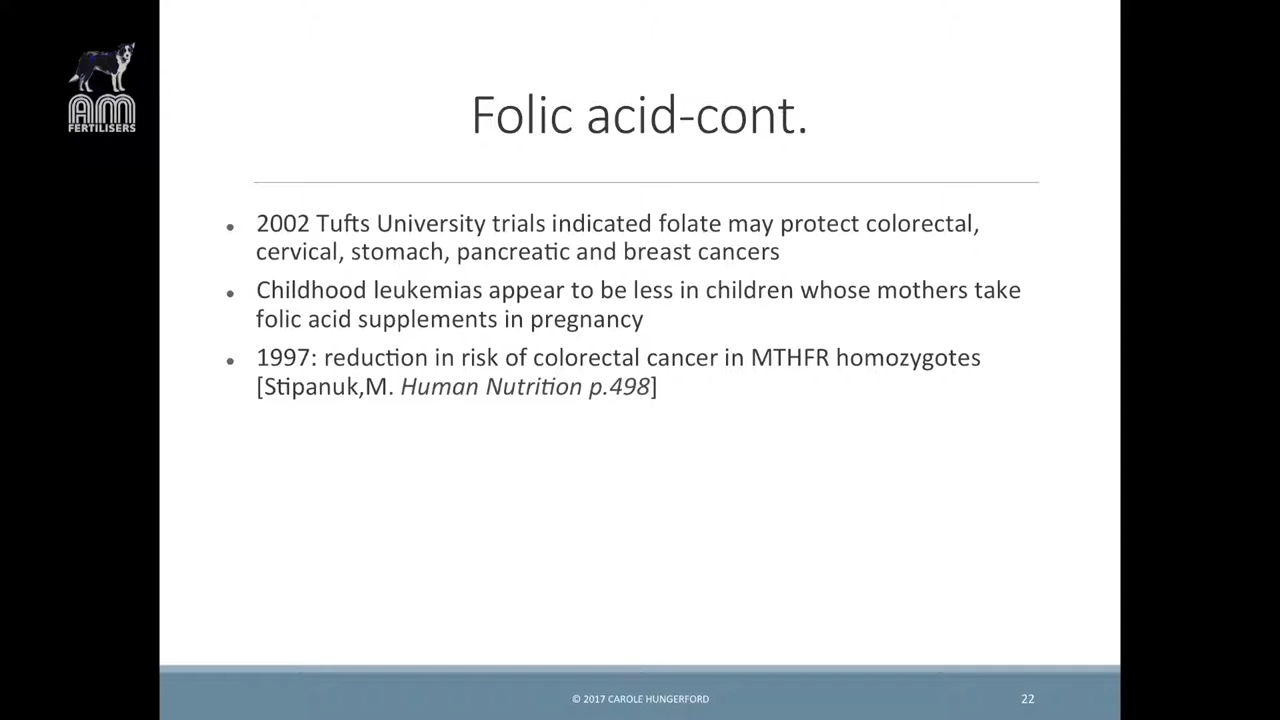 AM
FERTILISERS
Folic acid-cont.
• 2002 Tufts University trials indicated folate may protect colorectal,
cervical, stomach, pancreatic and breast cancers
• Childhood leukemias appear to be less in children whose mothers take
folic acid supplements in pregnancy
• 1997: reduction in risk of colorectal cancer in MTHFR homozygotes
[Stipanuk,M. Human Nutrition p.498]
© 2017 CAROLE HUNGERFORD
22